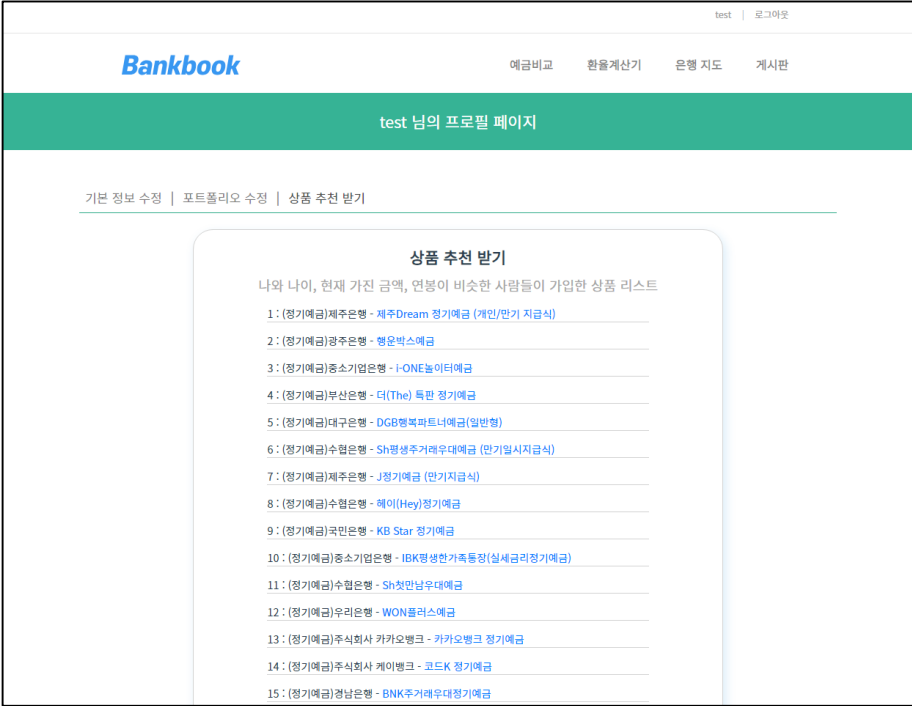 test | 로그아웃
Bankbook 예금비교 환율계산기 은행 지도 게시판
test 님의 프로필 페이지
기본 정보 수정 | 포트폴리오 수정 | 상품 추천 받기
상품 추천 받기
나와 나이, 현재 가진 금액, 연봉이 비슷한 사람들이 가입한 상품 리스트
1 : (정기예금)제주은행 - 제주Dream 정기예금 (개인/만기 지급식)
2 : (정기예금)광주은행 - 행운박스예금
3 : (정기예금)중소기업은행 - i-ONE놀이터예금
4 : (정기예금)부산은행 - 더(The) 특판 정기예금
5 : (정기예금)대구은행 - DGB행복파트너예금(일반형)
6 : (정기예금)수협은행 - Sh평생주거래우대예금 (만기일시지급식)
7 : (정기예금)제주은행 - J정기예금 (만기지급식)
8 : (정기예금)수협은행 - 헤이(Hey)정기예금
9 : (정기예금)국민은행 - KB Star 정기예금
10 : (정기예금)중소기업은행 - IBK평생한가족통장(실세금리정기예금)
11 : (정기예금)수협은행 - Sh첫만남우대예금
12 : (정기예금)우리은행 - WON플러스예금
13 : (정기예금)주식회사 카카오뱅크 - 카카오뱅크 정기예금
14 : (정기예금)주식회사 케이뱅크 - 코드K 정기예금
15 : (정기예금)경남은행 - BNK주거래우대정기예금